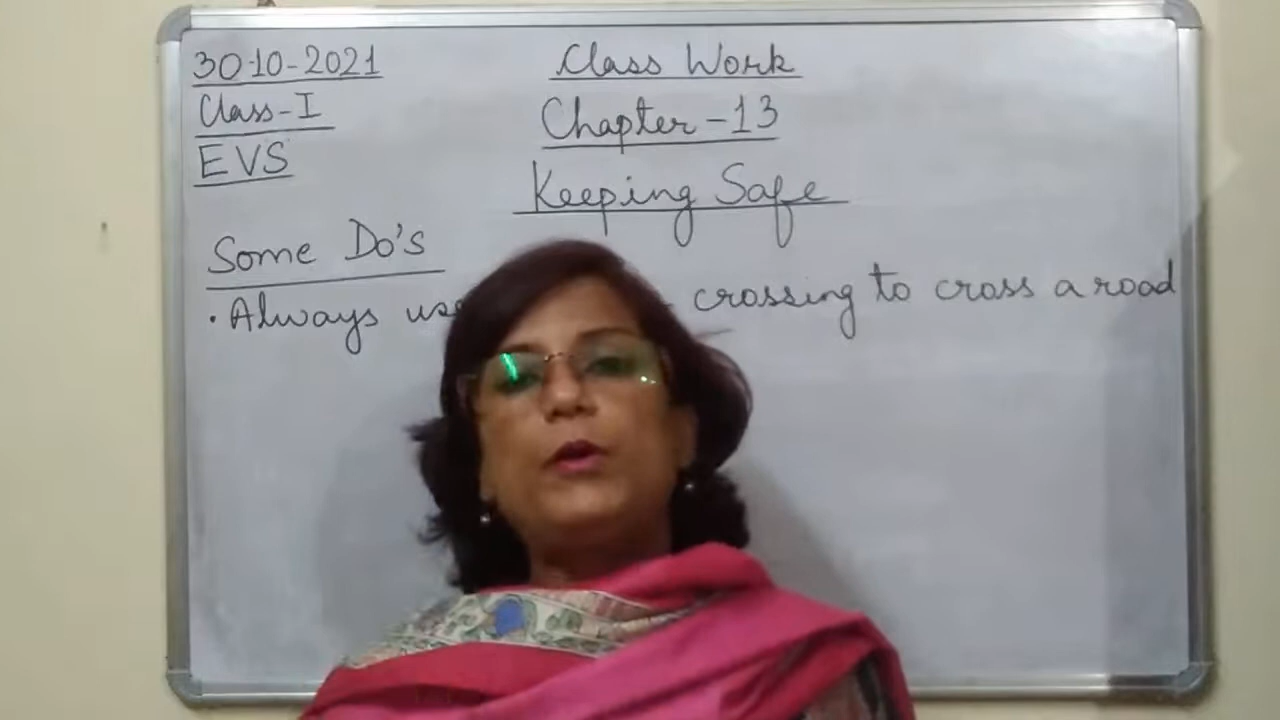 30-10-2021
Class Work
Class-I
Chapter-13
EVS
Keeping Safe
Some Do's
• Always use crossing to cross a road